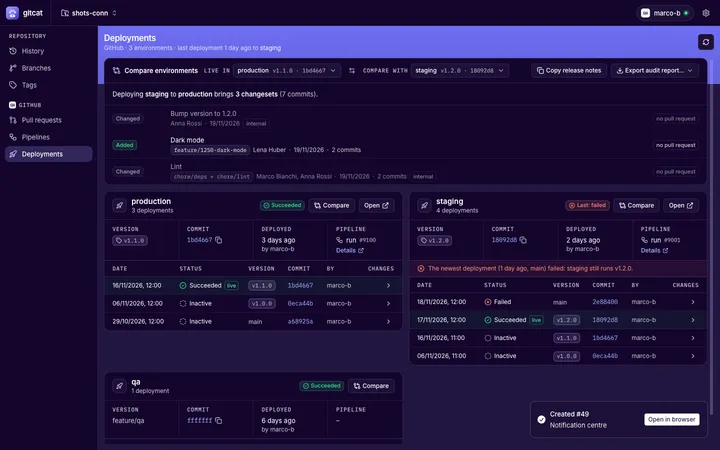 gitcat
shots-conn
marco-b
REPOSITORY
History
Branches
Tags
GITHUB
Pull requests
Pipelines
Deployments
Deployments
GitHub · 3 environments · last deployment 1 day ago to staging
Compare environments LIVE IN production v1.1.0 · 1bd4667 COMPARE WITH staging v1.2.0 · 18092d8 Copy release notes Export audit report...
Deploying staging to production brings 3 changesets (7 commits).
Changed Bump version to 1.2.0 no pull request
Anna Rossi · 19/11/2026 internal
Added Dark mode no pull request
feature/1250-dark-mode Lena Huber · 19/11/2026 · 2 commits
Changed Lint no pull request
chore/deps + chore/lint Marco Bianchi, Anna Rossi · 19/11/2026 · 2 commits internal
production Succeeded Compare Open
3 deployments
VERSION COMMIT DEPLOYED PIPELINE
v1.1.0 1bd4667 3 days ago run #9100
by marco-b Details
DATE STATUS VERSION COMMIT BY CHANGES
16/11/2026, 12:00 Succeeded live v1.1.0 1bd4667 marco-b
06/11/2026, 12:00 Inactive v1.0.0 0eca44b marco-b
29/10/2026, 12:00 Inactive main a68925a marco-b
staging Last: failed Compare Open
4 deployments
VERSION COMMIT DEPLOYED PIPELINE
v1.2.0 18092d8 2 days ago run #9001
by marco-b Details
The newest deployment (1 day ago, main) failed: staging still runs v1.2.0.
DATE STATUS VERSION COMMIT BY CHANGES
18/11/2026, 12:00 Failed main 2e88400 marco-b
17/11/2026, 12:00 Succeeded live v1.2.0 18092d8 marco-b
16/11/2026, 11:00 Inactive v1.1.0 1bd4667 marco-b
06/11/2026, 11:00 Inactive v1.0.0 0eca44b marco-b
qa Succeeded Compare
1 deployment
VERSION COMMIT DEPLOYED PIPELINE
feature/qa fffffff 6 days ago –
by marco-b
Created #49
Notification centre
Open in browser